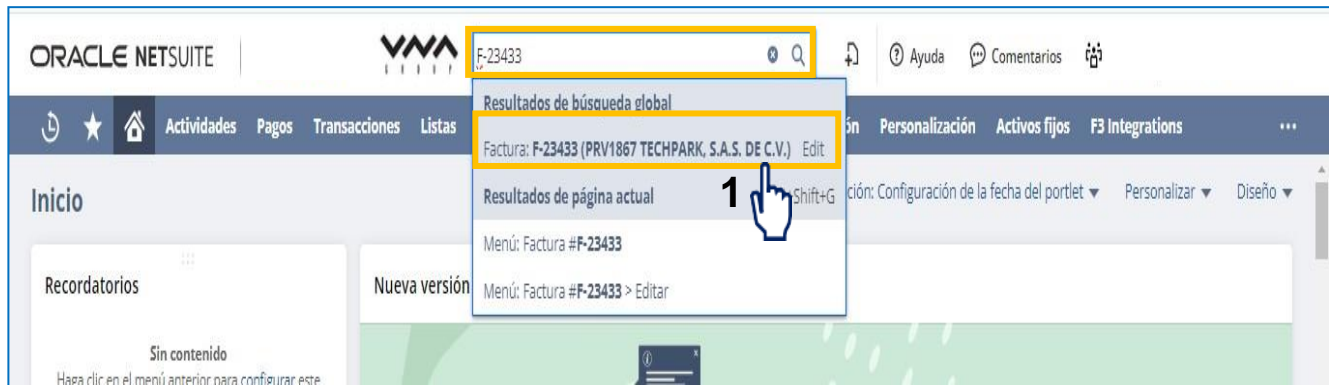 ORACLE NETSUITE
F-23433
Ayuda
Comentarios
Resultados de búsqueda global
Actividades Pagos Transacciones Listas
ón Personalización Activos fijos F3 Integrations ...
Factura: F-23433 (PRV1867 TECHPARK, S.A.S. DE C.V.) Edit
Inicio
Resultados de página actual
1
Shift+G
ción: Configuración de la fecha del portlet Personalizar Diseño
Menú: Factura #F-23433
Recordatorios
Nueva versión
Menú: Factura #F-23433 > Editar
Sin contenido
Haga clic en el menú anterior para configurar este